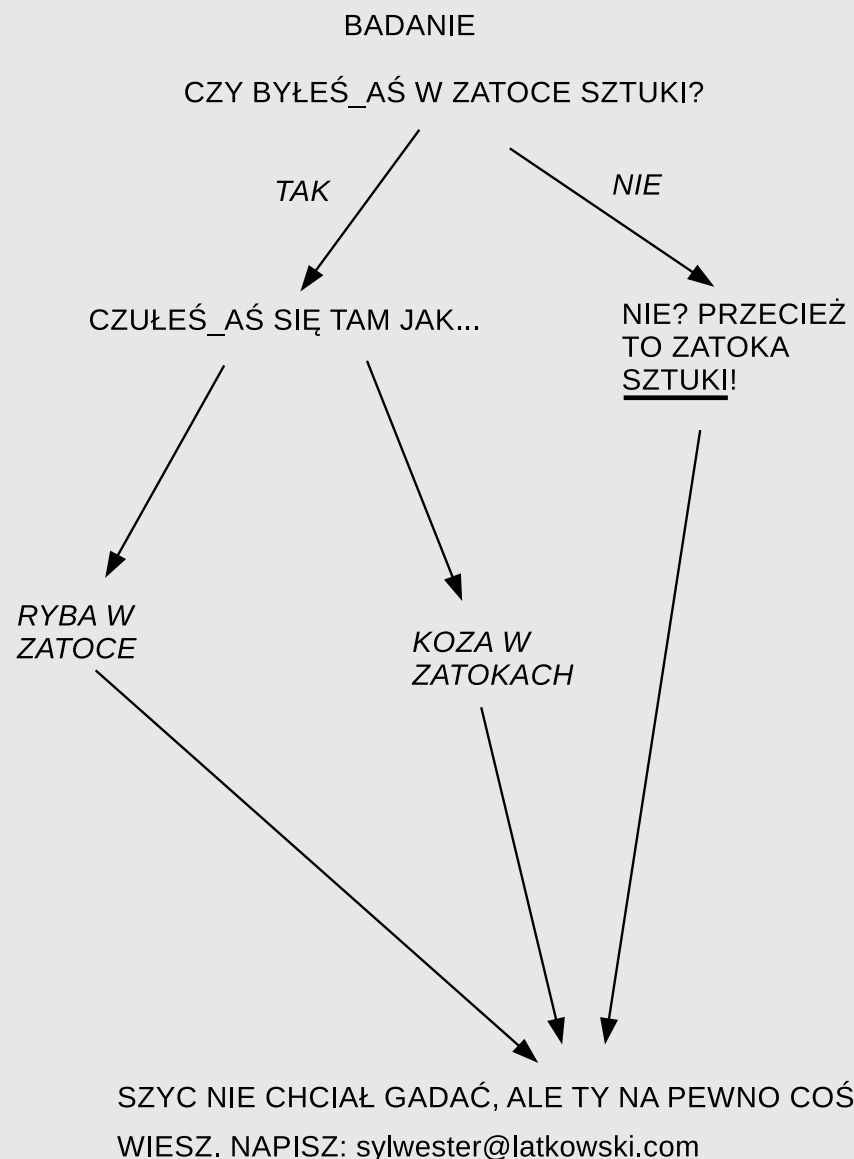 BADANIE
CZY BYŁEŚ_AŚ W ZATOCE SZTUKI?
TAK
NIE
CZUŁEŚ_AŚ SIĘ TAM JAK...
NIE? PRZECIEŻ
TO ZATOKA
SZTUKI!
RYBA W
ZATOCE
KOZA W
ZATOKACH
SZYC NIE CHCIAŁ GADAĆ, ALE TY NA PEWNO COŚ
WIESZ. NAPISZ: sylwester@latkowski.com